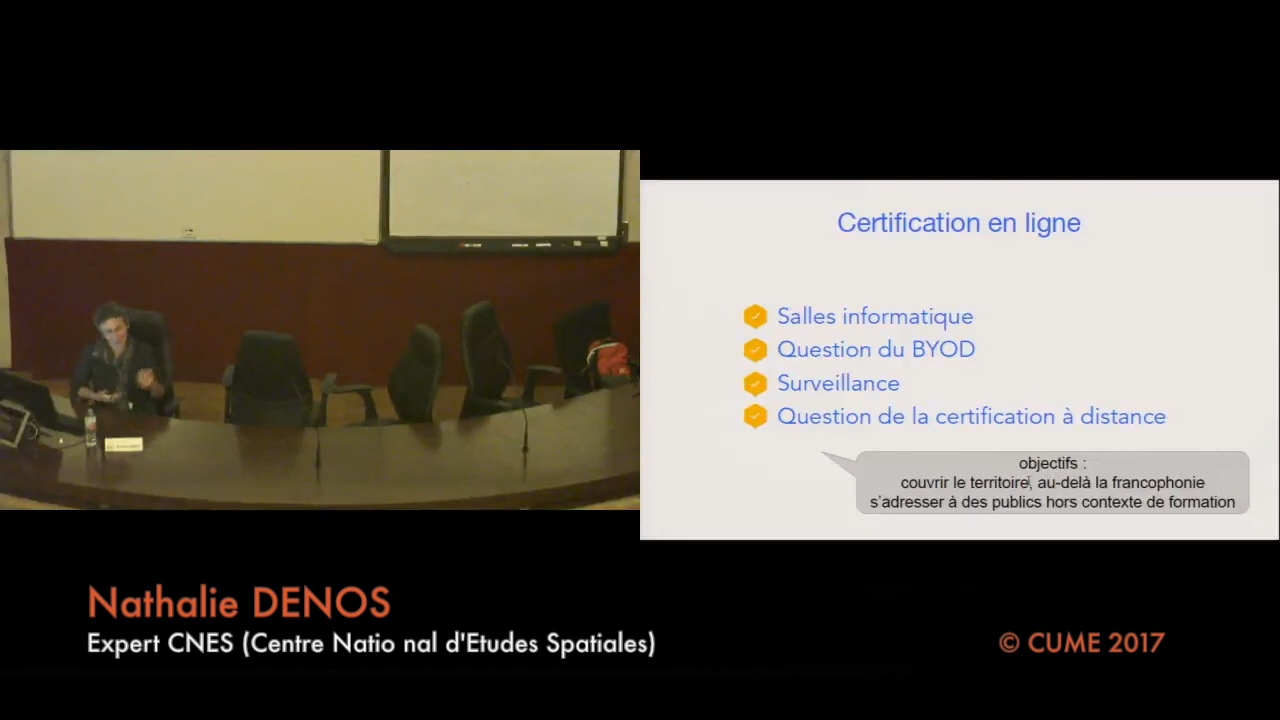 Certification en ligne
Salles informatique
Question du BYOD
Surveillance
Question de la certification à distance
objectifs :
couvrir le territoire, au-delà la francophonie
s'adresser à des publics hors contexte de formation
Nathalie DENOS
Expert CNES (Centre Natio nal d'Etudes Spatiales)
© CUME 2017